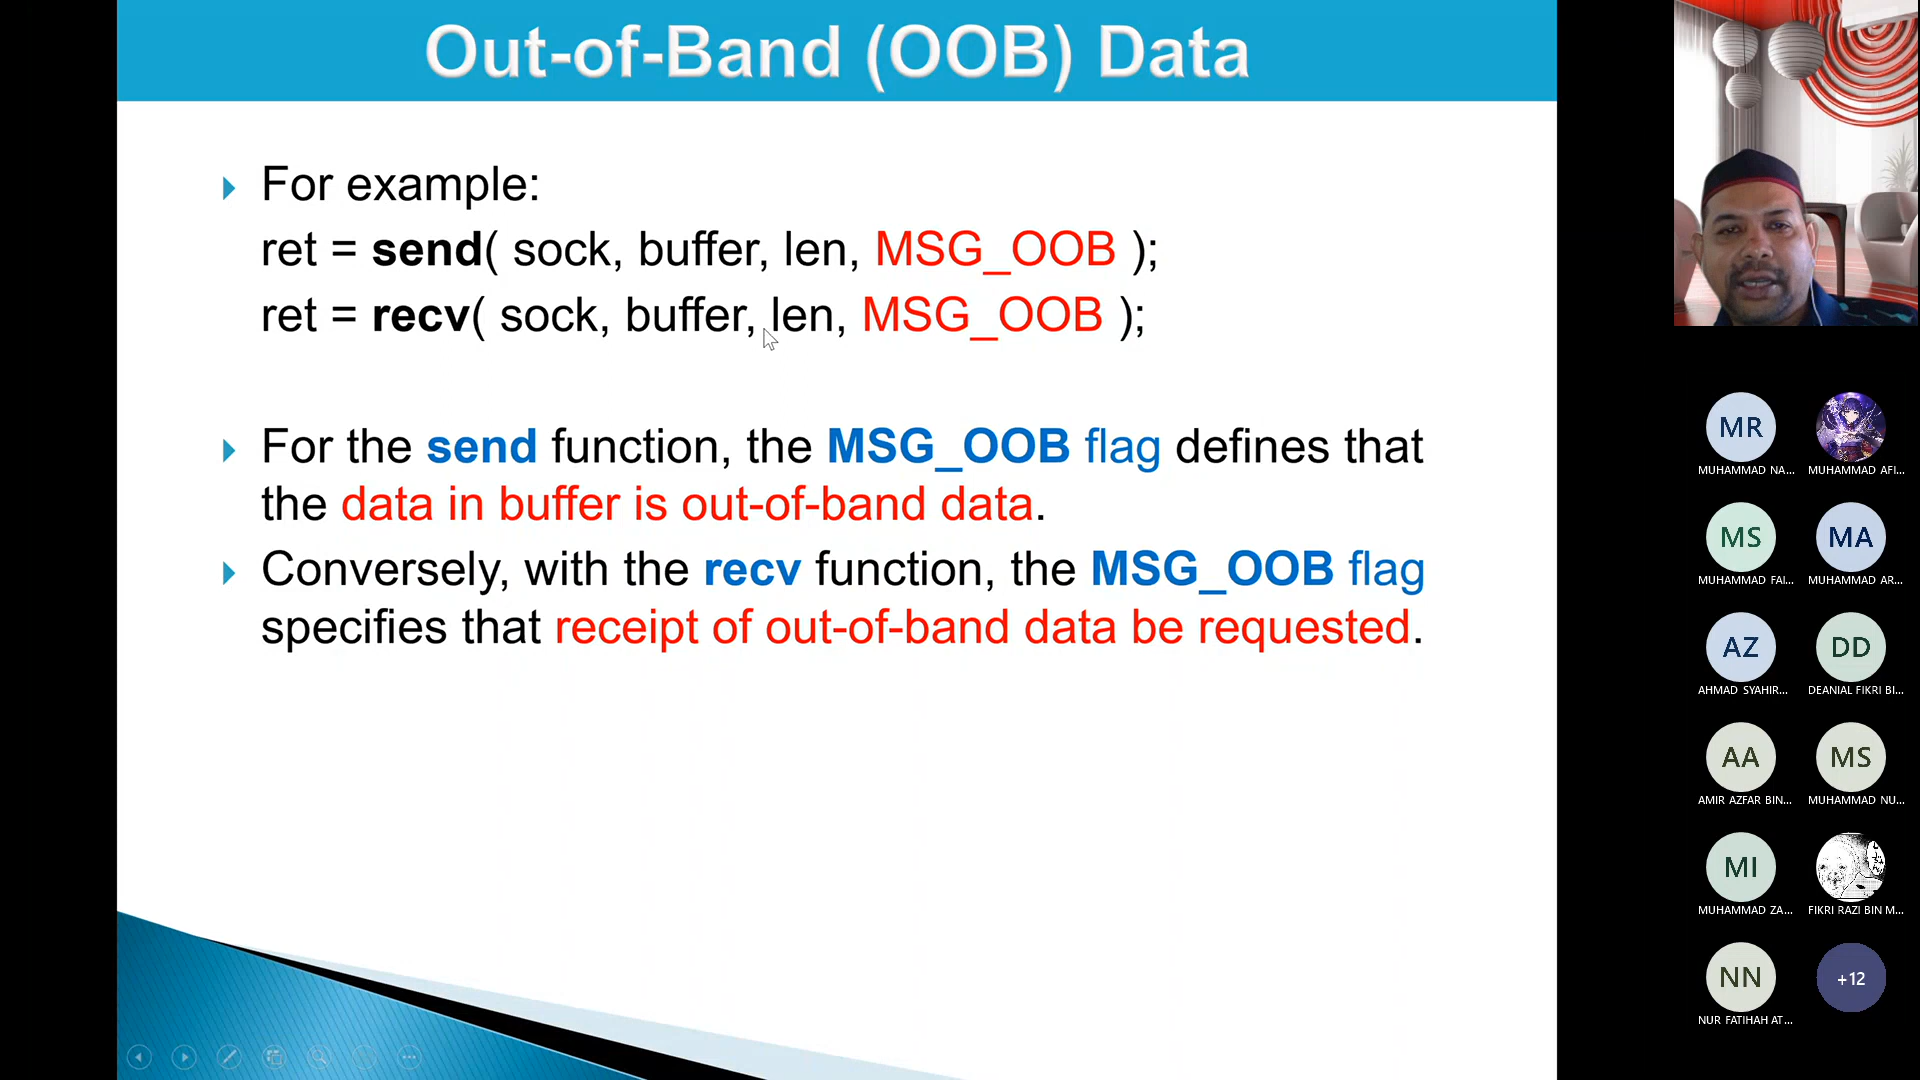 Out-of-Band (OOB) Data
For example:
ret = send( sock, buffer, len, MSG_OOB );
ret = recv( sock, buffer, len, MSG_OOB );
For the send function, the MSG_OOB flag defines that
the data in buffer is out-of-band data.
Conversely, with the recv function, the MSG_OOB flag
specifies that receipt of out-of-band data be requested.
MR
MUHAMMAD NA...
MUHAMMAD AFI...
MS
MUHAMMAD FAI...
MA
MUHAMMAD AR...
AZ
AHMAD SYAHIR...
DD
DEANIAL FIKRI BI...
AA
AMIR AZFAR BIN...
MS
MUHAMMAD NU...
MI
MUHAMMAD ZA...
FIKRI RAZI BIN M...
NN
NUR FATIHAH AT...
+12